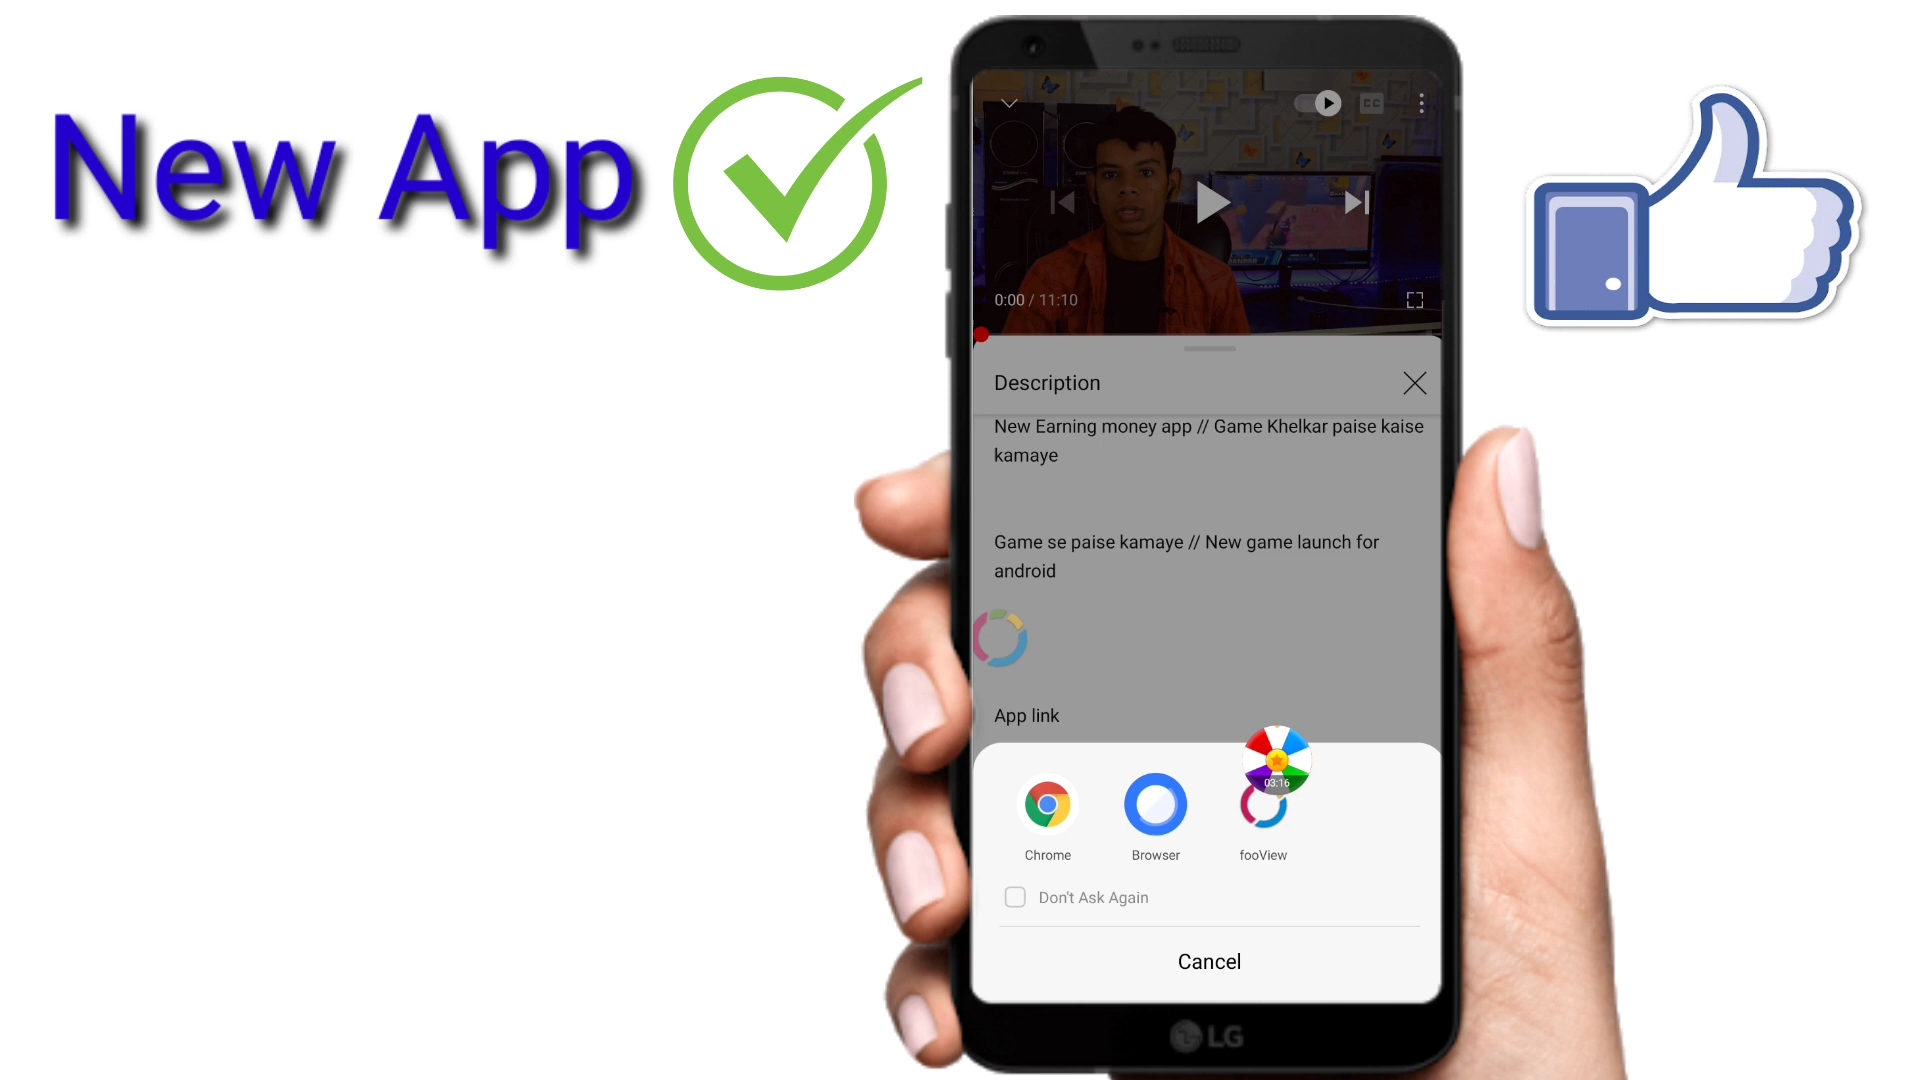 New App
CC
0:00 / 11:10
Description
New Earning money app // Game Khelkar paise kaise
kamaye
Game se paise kamaye // New game launch for
android
App link
03:16
Chrome
Browser
fooView
Don't Ask Again
Cancel
LG